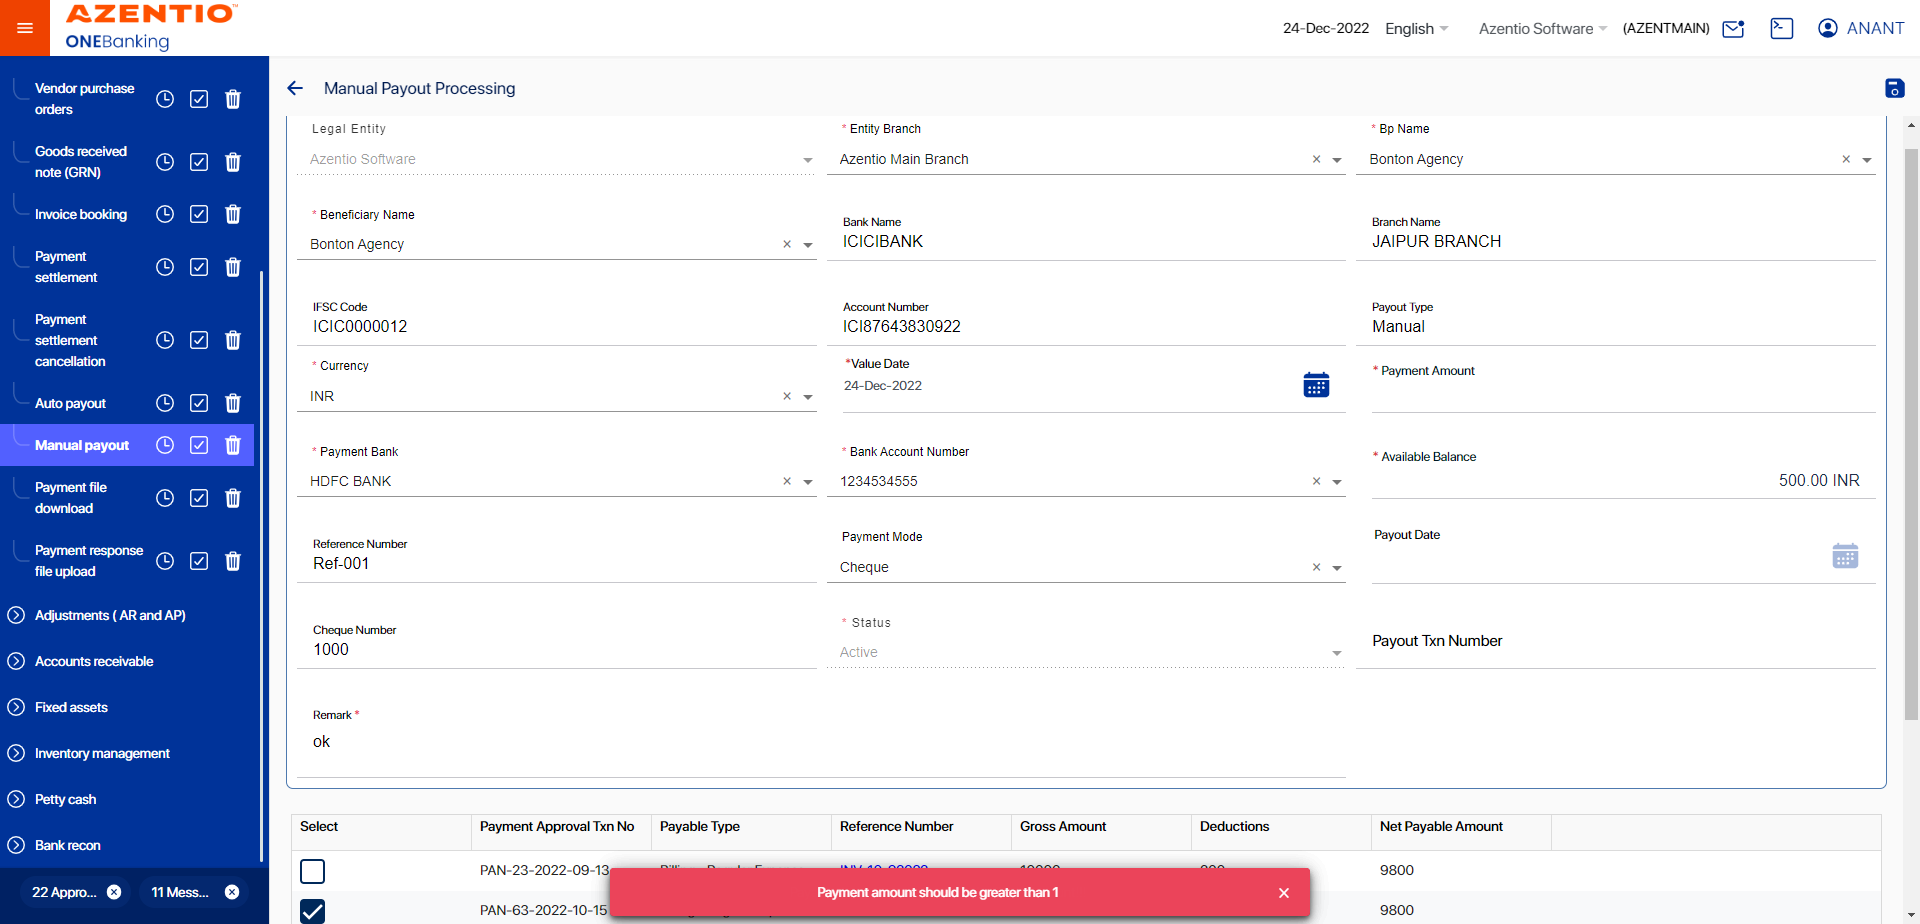 AZENTIO
ONEBanking
24-Dec-2022 English Azentio Software (AZENTMAIN) ANANT
Vendor purchase
orders
Goods received
note (GRN)
Invoice booking
Payment
settlement
Payment
settlement
cancellation
Auto payout
Manual payout
Payment file
download
Payment response
file upload
Adjustments ( AR and AP)
Accounts receivable
Fixed assets
Inventory management
Petty cash
Bank recon
22 Appro...
11 Mess...
Manual Payout Processing
Legal Entity
Azentio Software
* Entity Branch
Azentio Main Branch
* Bp Name
Bonton Agency
* Beneficiary Name
Bonton Agency
Bank Name
ICICIBANK
Branch Name
JAIPUR BRANCH
IFSC Code
ICIC0000012
Account Number
ICI87643830922
Payout Type
Manual
* Currency
INR
*Value Date
24-Dec-2022
* Payment Amount
* Payment Bank
HDFC BANK
* Bank Account Number
1234534555
* Available Balance
500.00 INR
Reference Number
Ref-001
Payment Mode
Cheque
Payout Date
Cheque Number
1000
* Status
Active
Payout Txn Number
Remark *
ok
Select Payment Approval Txn No Payable Type Reference Number Gross Amount Deductions Net Payable Amount
PAN-23-2022-09-13 9800
PAN-63-2022-10-15 9800
Payment amount should be greater than 1